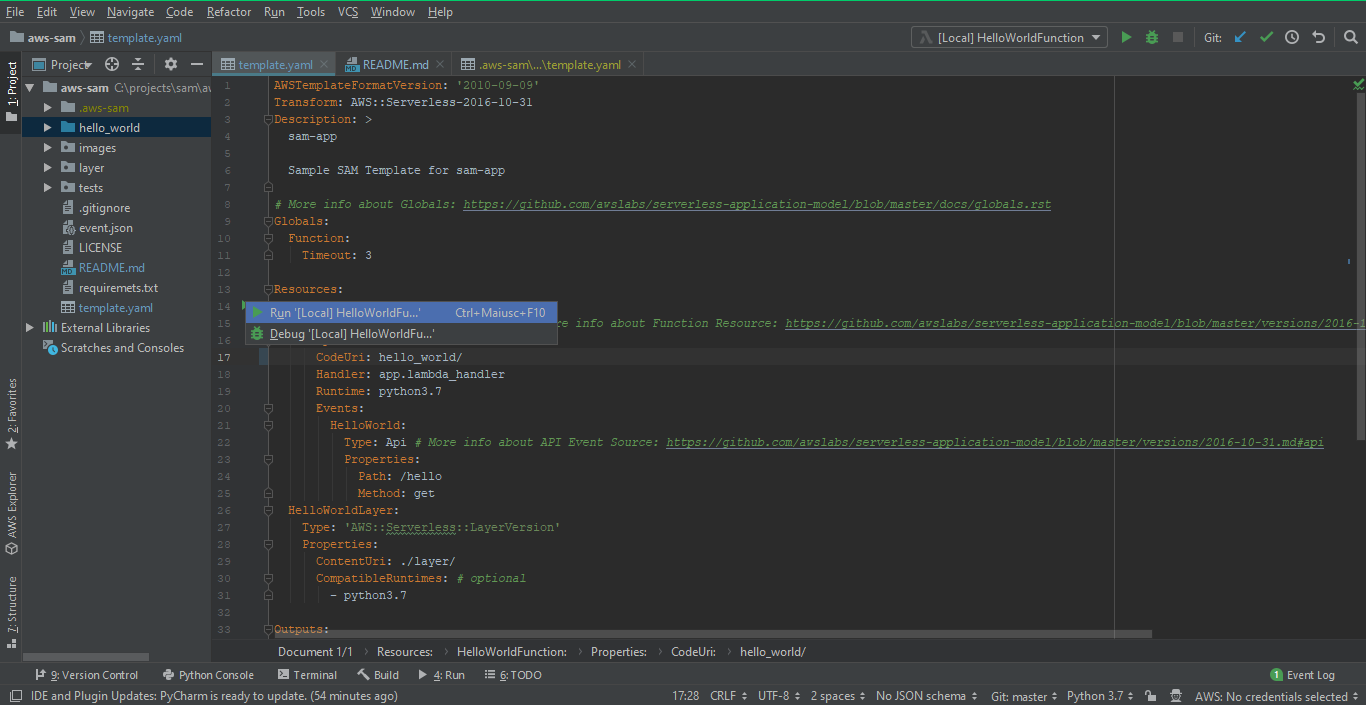 File Edit View Navigate Code Refactor Run Tools VCS Window Help
aws-sam template.yaml [Local] HelloWorldFunction Git:
1: Project
Project template.yaml README.md .aws-sam\...\template.yaml
aws-sam C:\projects\sam\aw
.aws-sam
hello_world
images
layer
tests
.gitignore
event.json
LICENSE
README.md
requiremets.txt
template.yaml
External Libraries
Scratches and Consoles
2: Favorites
AWS Explorer
7: Structure
1 AWSTemplateFormatVersion: '2010-09-09'
2 Transform: AWS::Serverless-2016-10-31
3 Description: >
4 sam-app
5
6 Sample SAM Template for sam-app
7
8 # More info about Globals: https://github.com/awslabs/serverless-application-model/blob/master/docs/globals.rst
9 Globals:
10 Function:
11 Timeout: 3
12
13 Resources:
14
Run '[Local] HelloWorldFu...' Ctrl+Maiusc+F10
15 re info about Function Resource: https://github.com/awslabs/serverless-application-model/blob/master/versions/2016-1
Debug '[Local] HelloWorldFu...'
16
17 CodeUri: hello_world/
18 Handler: app.lambda_handler
19 Runtime: python3.7
20 Events:
21 HelloWorld:
22 Type: Api # More info about API Event Source: https://github.com/awslabs/serverless-application-model/blob/master/versions/2016-10-31.md#api
23 Properties:
24 Path: /hello
25 Method: get
26 HelloWorldLayer:
27 Type: 'AWS::Serverless::LayerVersion'
28 Properties:
29 ContentUri: ./layer/
30 CompatibleRuntimes: # optional
31 - python3.7
32
33 Outputs:
Document 1/1 Resources: HelloWorldFunction: Properties: CodeUri: hello_world/
9: Version Control Python Console Terminal Build 4: Run 6: TODO 1 Event Log
IDE and Plugin Updates: PyCharm is ready to update. (54 minutes ago) 17:28 CRLF UTF-8 2 spaces No JSON schema Git: master Python 3.7 AWS: No credentials selected